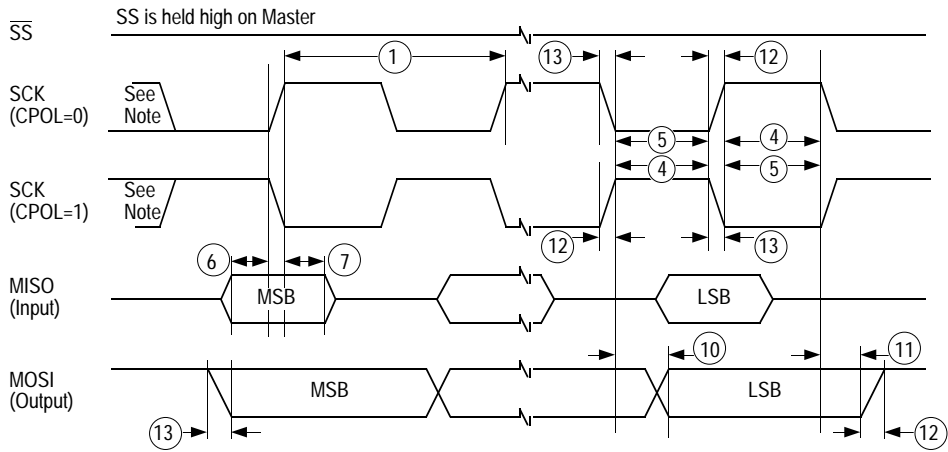 SS is held high on Master
SS
1
13
12
SCK
(CPOL=0)
See
Note
5
4
4
5
SCK
(CPOL=1)
See
Note
12
13
6
7
MISO
(Input)
MSB
LSB
10
11
MOSI
(Output)
MSB
LSB
13
12